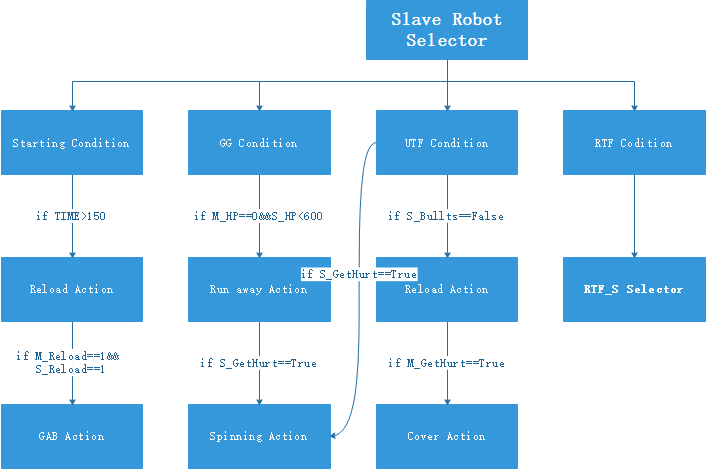 Slave Robot
Selector
Starting Condition
GG Condition
UTF Condition
RTF Codition
if TIME>150
if M_HP==0&&S_HP<600
if S_Bullts==False
if S_GetHurt==True
Reload Action
Run away Action
Reload Action
RTF_S Selector
if M_Reload==1&&
S_Reload==1
if S_GetHurt==True
if M_GetHurt==True
GAB Action
Spinning Action
Cover Action